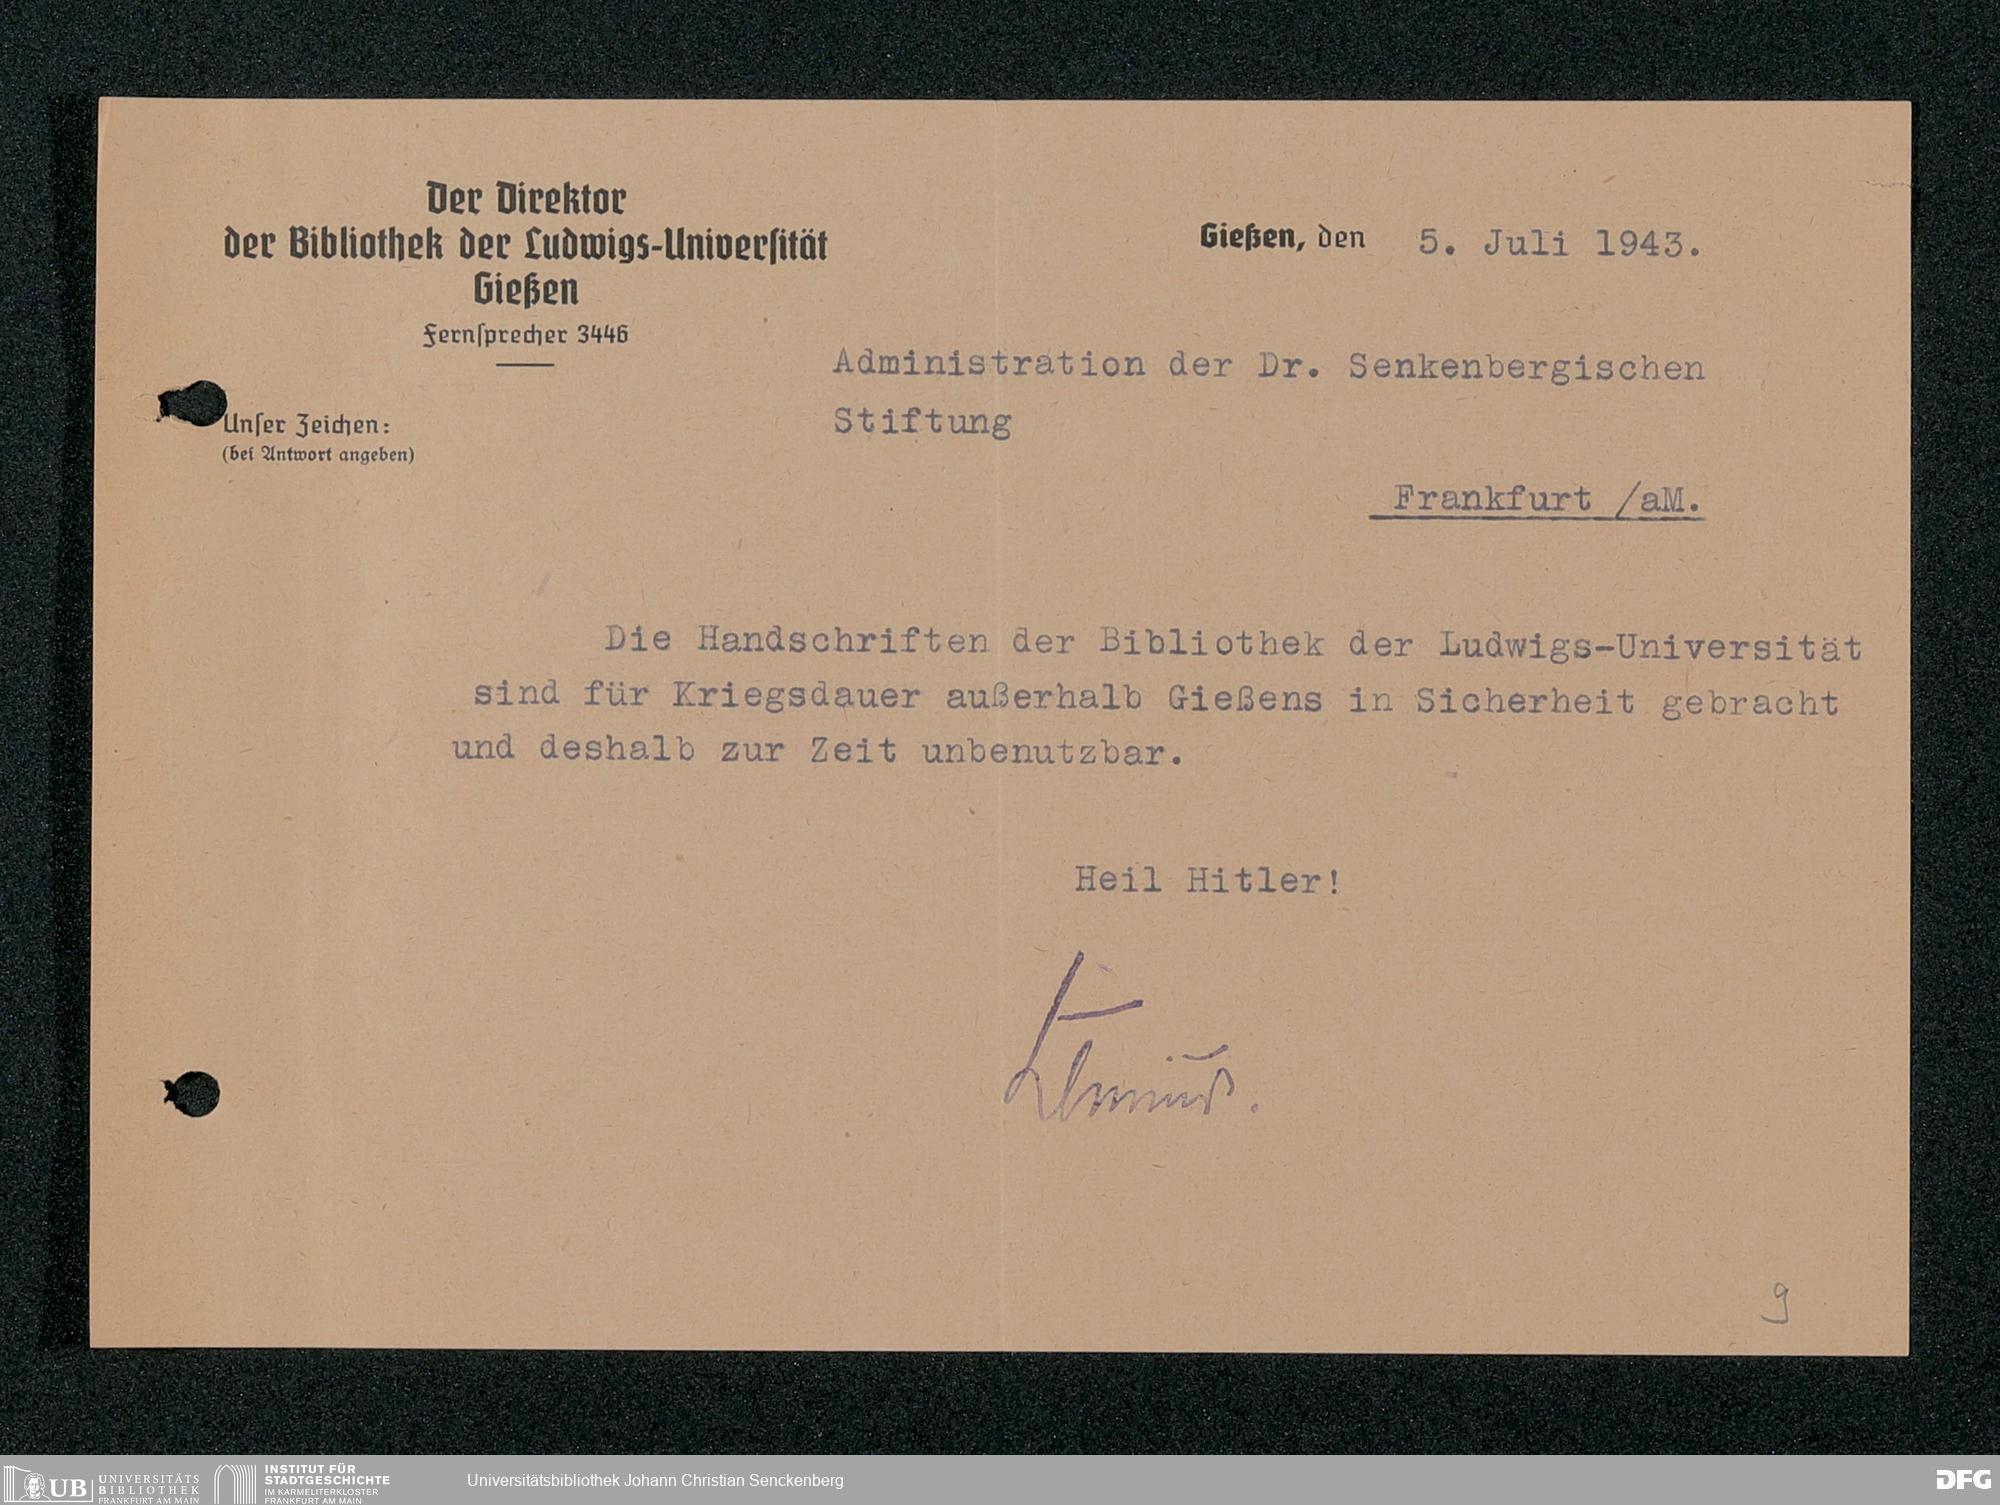 Der Direktor
der Bibliothek der Ludwigs-Universität
Gießen
Fernsprecher 3446
Gießen, den 5. Juli 1943.
Administration der Dr. Senkenbergischen
Stiftung
Unser Zeichen:
(bei Antwort angeben)
Frankfurt /aM.
Die Handschriften der Bibliothek der Ludwigs-Universität
sind für Kriegsdauer außerhalb Gießens in Sicherheit gebracht
und deshalb zur Zeit unbenutzbar.
Heil Hitler!
9
UB UNIVERSITÄTS
BIBLIOTHEK
FRANKFURT AM MAIN
INSTITUT FÜR
STADTGESCHICHTE
IM KARMELITERKLOSTER
FRANKFURT AM MAIN
Universitätsbibliothek Johann Christian Senckenberg
DFG